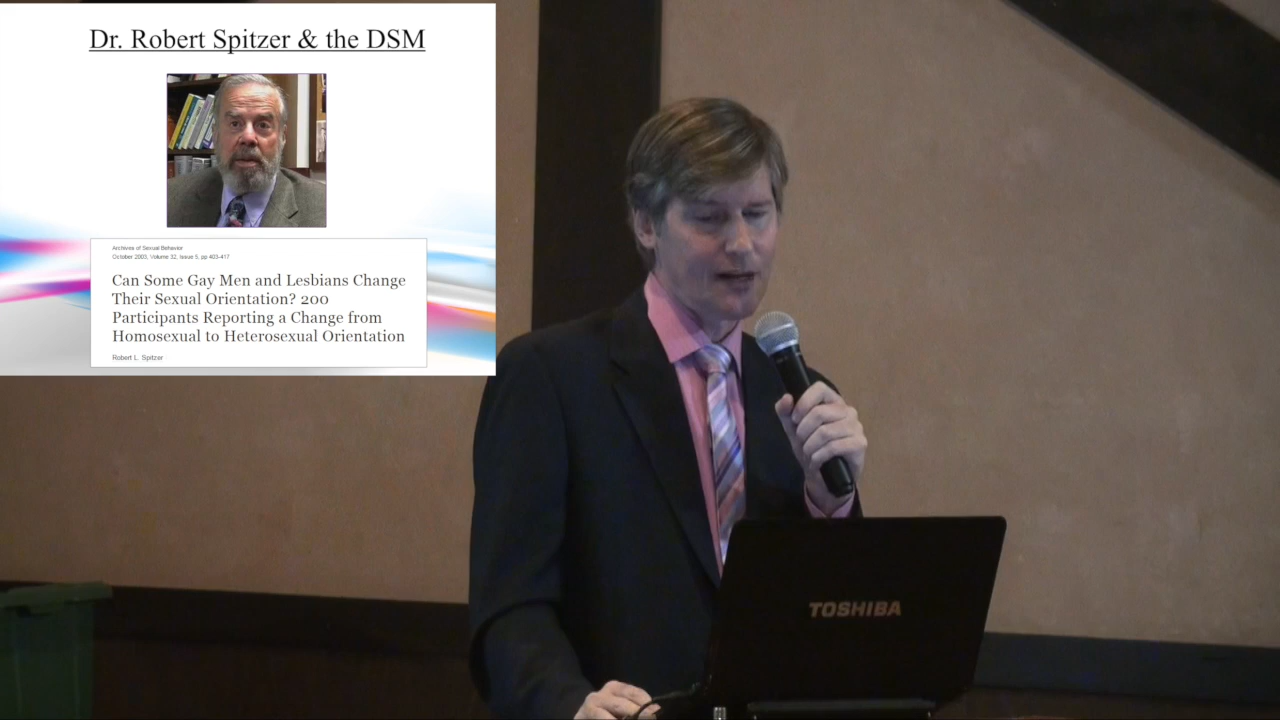 Dr. Robert Spitzer & the DSM
Archives of Sexual Behavior
October 2003, Volume 32, Issue 5, pp 403-417
Can Some Gay Men and Lesbians Change
Their Sexual Orientation? 200
Participants Reporting a Change from
Homosexual to Heterosexual Orientation
Robert L. Spitzer
TOSHIBA